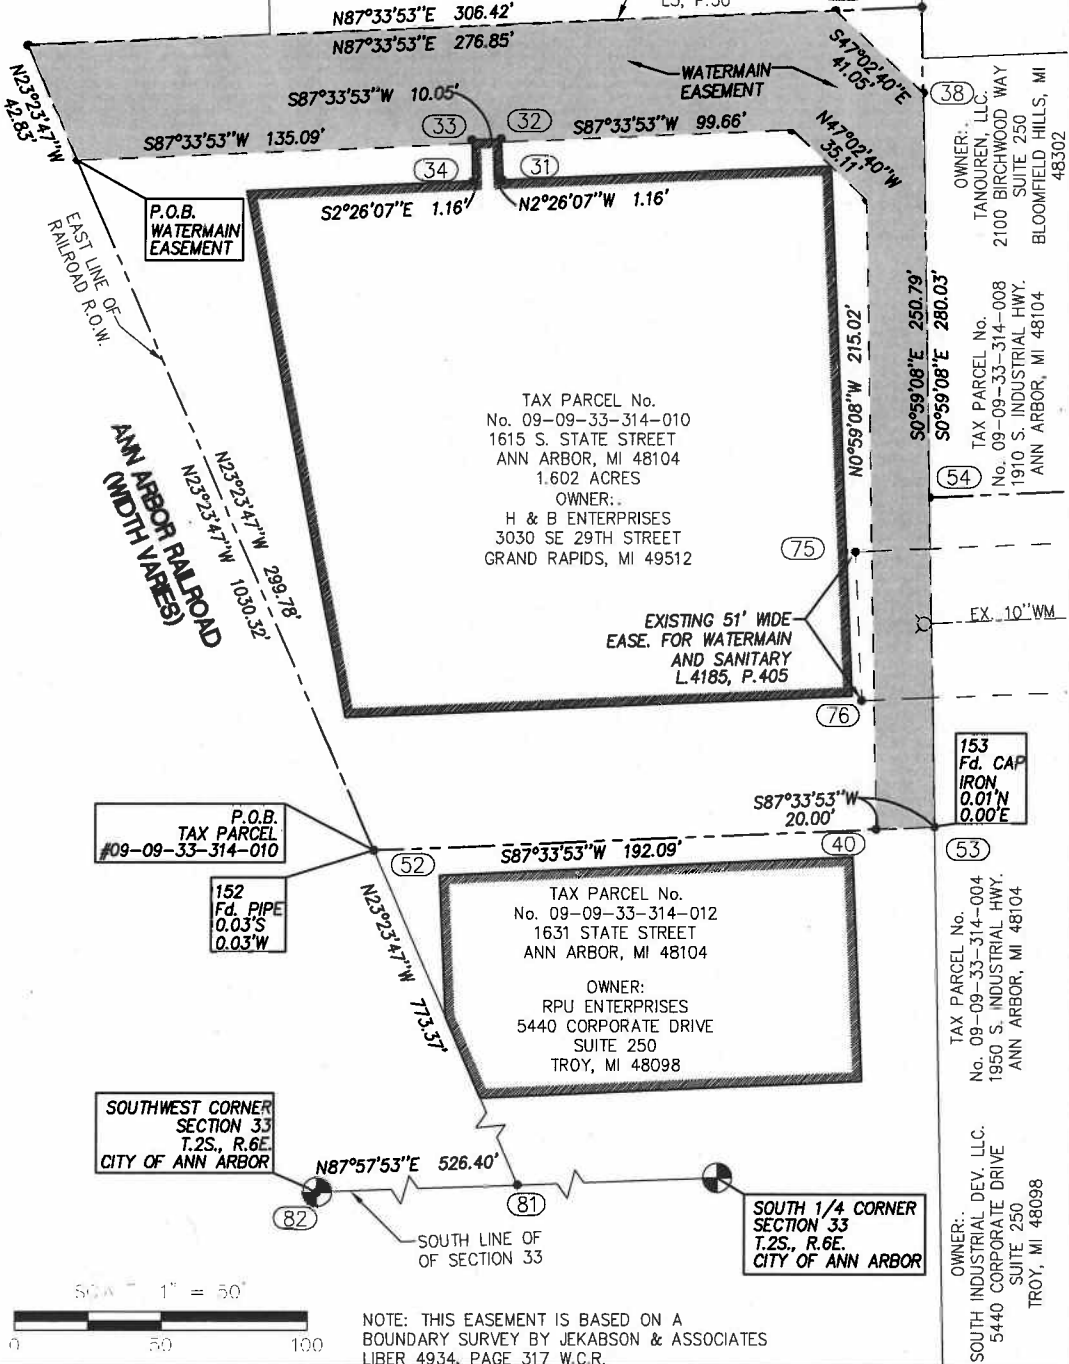 L5, P.50
N87°33'53"E 306.42'
N87°33'53"E 276.85'
S47°02'40"E
41.05'
WATERMAIN
EASEMENT
N23°23'47"W
42.83'
S87°33'53"W 10.05'
38
33
32
S87°33'53"W 135.09'
S87°33'53"W 99.66'
N47°02'40"W
35.11'
34
31
S2°26'07"E 1.16'
N2°26'07"W 1.16'
P.O.B.
WATERMAIN
EASEMENT
OWNER:.
TANOUREN, LLC.
2100 BIRCHWOOD WAY
SUITE 250
BLOOMFIELD HILLS, MI
48302
EAST LINE OF
RAILROAD R.O.W.
N0°59'08"W 215.02'
S0°59'08"E 250.79'
S0°59'08"E 280.03'
TAX PARCEL No.
No. 09-09-33-314-008
1910 S. INDUSTRIAL HWY.
ANN ARBOR, MI 48104
TAX PARCEL No.
No. 09-09-33-314-010
1615 S. STATE STREET
ANN ARBOR, MI 48104
1.602 ACRES
OWNER:.
H & B ENTERPRISES
3030 SE 29TH STREET
GRAND RAPIDS, MI 49512
ANN ARBOR RAILROAD
(WIDTH VARIES)
N23°23'47"W 299.78'
N23°23'47"W 1030.32'
54
75
EXISTING 51' WIDE
EASE. FOR WATERMAIN
AND SANITARY
L.4185, P.405
EX. 10"WM
76
153
Fd. CAP
IRON
0.01'N
0.00'E
S87°33'53"W
20.00'
P.O.B.
TAX PARCEL
#09-09-33-314-010
52
S87°33'53"W 192.09'
40
53
152
Fd. PIPE
0.03'S
0.03'W
N23°23'47"W 773.37'
TAX PARCEL No.
No. 09-09-33-314-012
1631 STATE STREET
ANN ARBOR, MI 48104
OWNER:
RPU ENTERPRISES
5440 CORPORATE DRIVE
SUITE 250
TROY, MI 48098
TAX PARCEL No.
No. 09-09-33-314-004
1950 S. INDUSTRIAL HWY.
ANN ARBOR, MI 48104
SOUTHWEST CORNER
SECTION 33
T.2S., R.6E.
CITY OF ANN ARBOR
N87°57'53"E 526.40'
82
81
SOUTH LINE OF
OF SECTION 33
SOUTH 1/4 CORNER
SECTION 33
T.2S., R.6E.
CITY OF ANN ARBOR
OWNER:.
SOUTH INDUSTRIAL DEV. LLC.
5440 CORPORATE DRIVE
SUITE 250
TROY, MI 48098
1" = 50'
0 50 100
NOTE: THIS EASEMENT IS BASED ON A
BOUNDARY SURVEY BY JEKABSON & ASSOCIATES
LIBER 4934, PAGE 317 W.C.R.